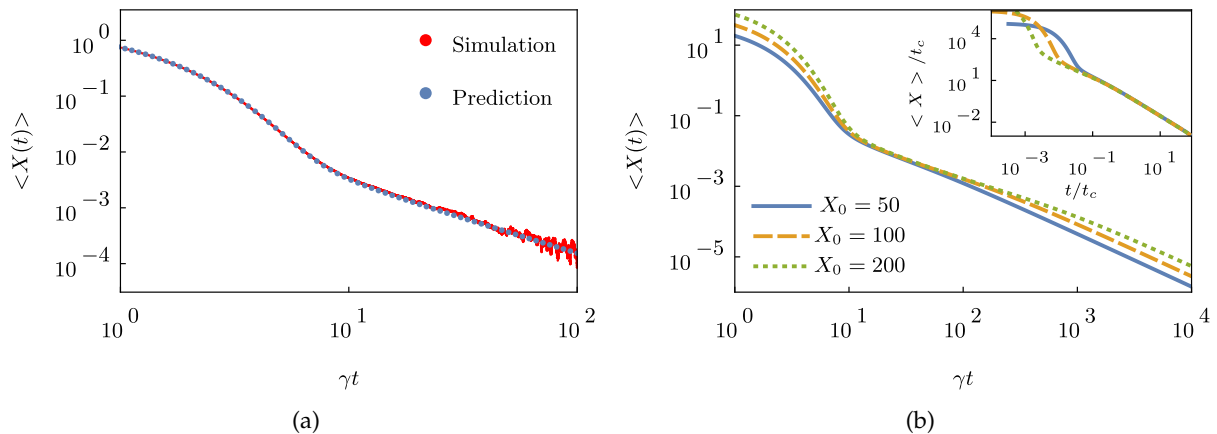 <X(t)>
10^0
10^-1
10^-2
10^-3
10^-4
Simulation
Prediction
10^0
10^1
10^2
γt
(a)
<X(t)>
10^1
10^-1
10^-3
10^-5
X_0 = 50
X_0 = 100
X_0 = 200
10^0
10^1
10^2
10^3
10^4
γt
<X>/t_c
10^4
10^1
10^-2
10^-3
10^-1
10^1
t/t_c
(b)